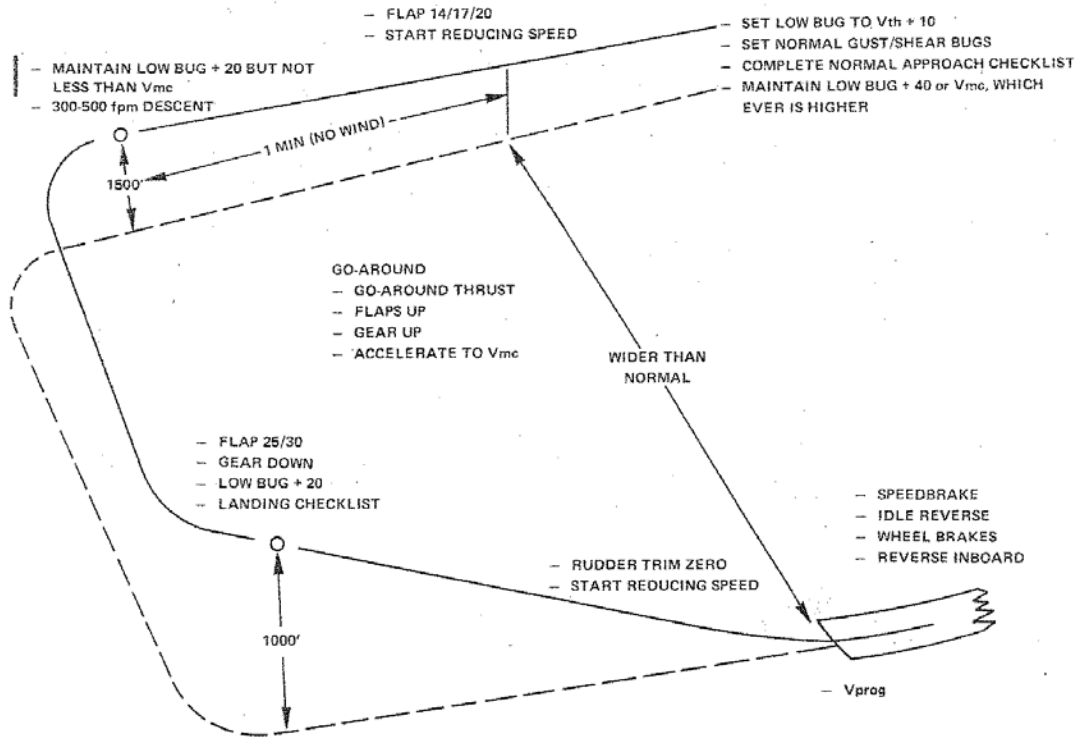 – FLAP 14/17/20
– START REDUCING SPEED
– SET LOW BUG TO Vth + 10
– SET NORMAL GUST/SHEAR BUGS
– COMPLETE NORMAL APPROACH CHECKLIST
– MAINTAIN LOW BUG + 40 or Vmc, WHICH
EVER IS HIGHER
– MAINTAIN LOW BUG + 20 BUT NOT
LESS THAN Vmc
– 300-500 fpm DESCENT
1 MIN (NO WIND)
1500'
GO-AROUND
– GO-AROUND THRUST
– FLAPS UP
– GEAR UP
– ACCELERATE TO Vmc
WIDER THAN
NORMAL
– FLAP 25/30
– GEAR DOWN
– LOW BUG + 20
– LANDING CHECKLIST
– SPEEDBRAKE
– IDLE REVERSE
– WHEEL BRAKES
– REVERSE INBOARD
– RUDDER TRIM ZERO
– START REDUCING SPEED
1000'
– Vprog